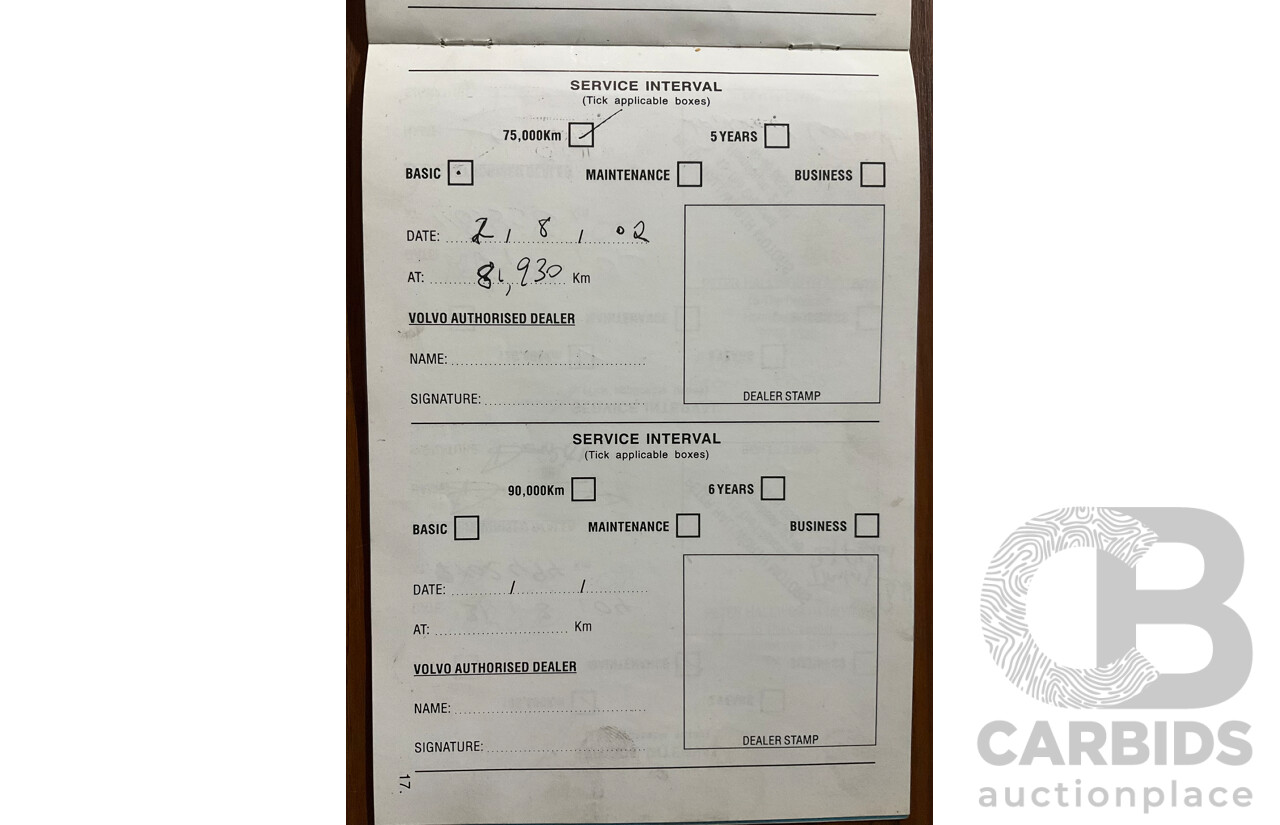 SERVICE INTERVAL
(Tick applicable boxes)
75,000Km 5 YEARS
BASIC MAINTENANCE BUSINESS
DATE: 2 / 8 / 02
AT: 81,930 Km
VOLVO AUTHORISED DEALER
NAME:
SIGNATURE:
DEALER STAMP
SERVICE INTERVAL
(Tick applicable boxes)
90,000Km 6 YEARS
BASIC MAINTENANCE BUSINESS
DATE: / /
AT: Km
VOLVO AUTHORISED DEALER
NAME:
SIGNATURE:
DEALER STAMP
17.
CB
CARBIDS
auctionplace